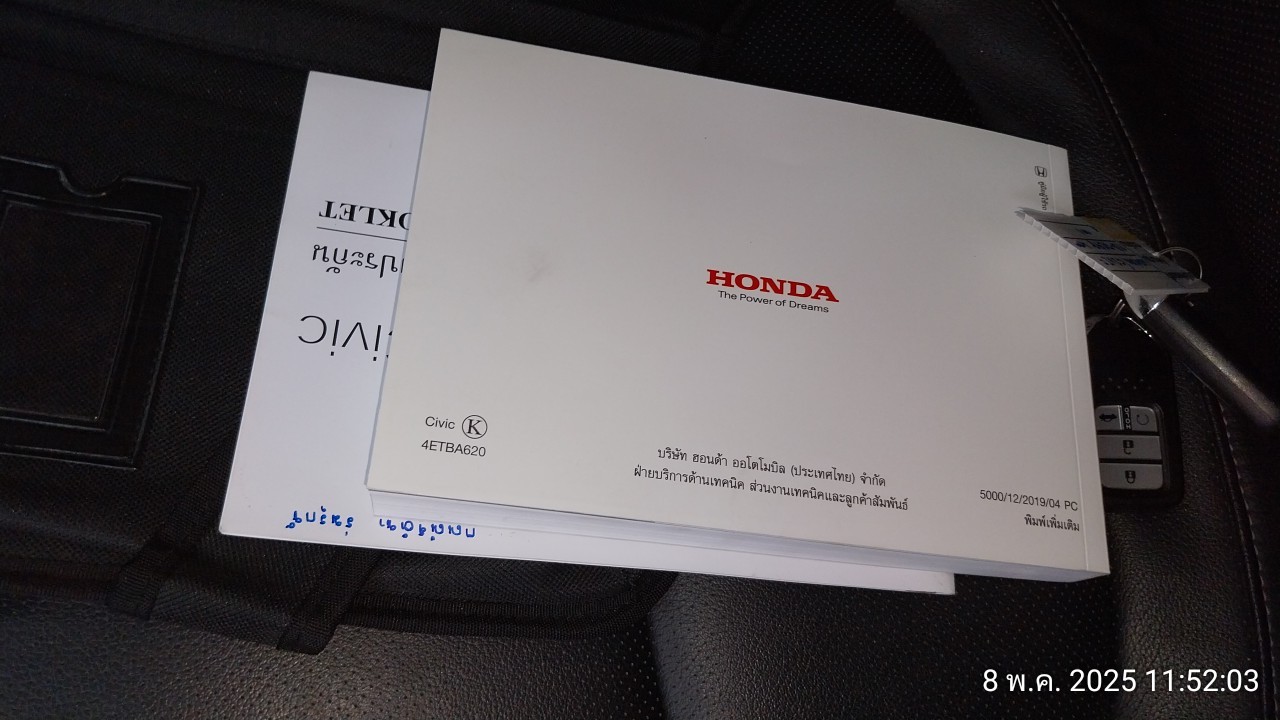 HONDA
The Power of Dreams
Civic K
4ETBA620
บริษัท ฮอนด้า ออโตโมบิล (ประเทศไทย) จำกัด
ฝ่ายบริการด้านเทคนิค ส่วนงานเทคนิคและลูกค้าสัมพันธ์
5000/12/2019/04 PC
พิมพ์เพิ่มเติม
Civic
8 พ.ค. 2025 11:52:03